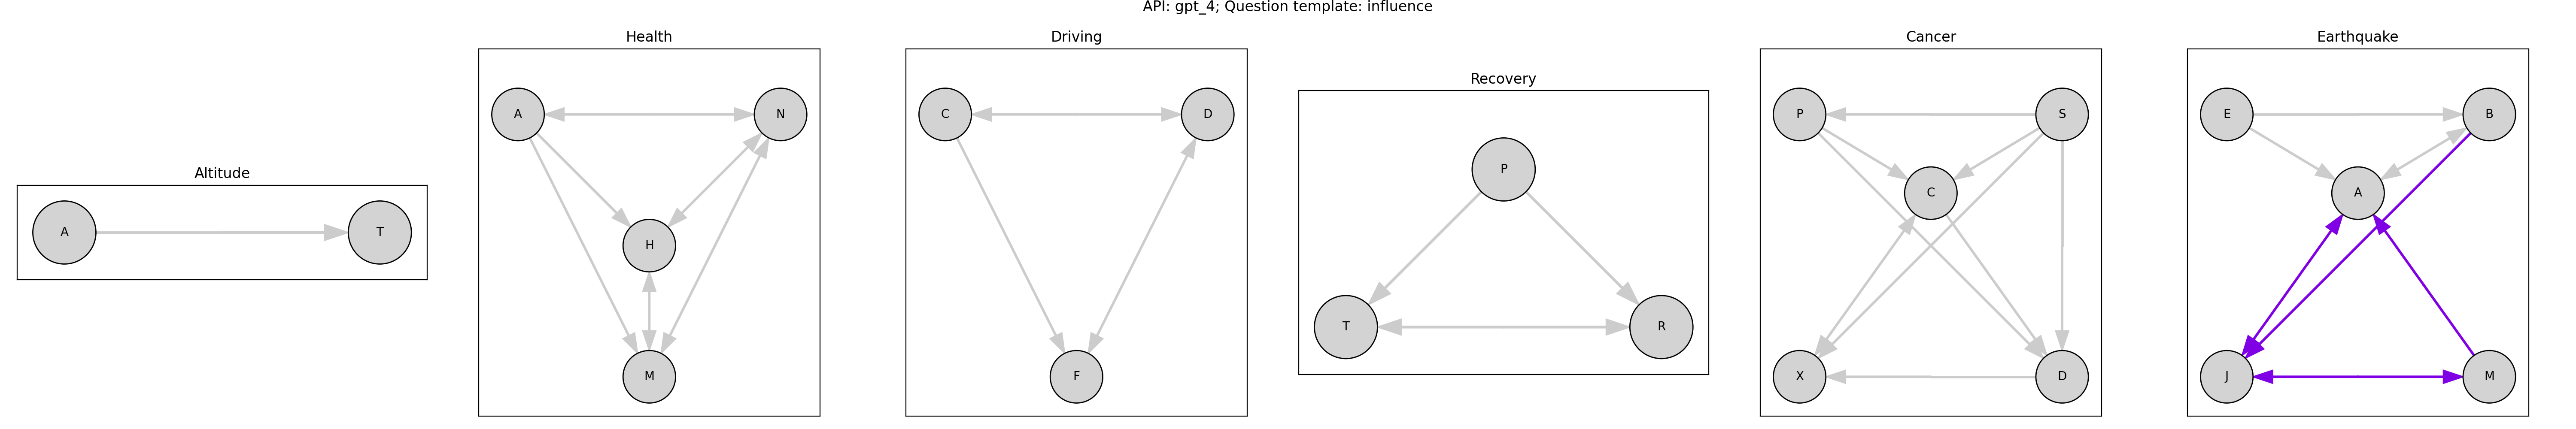 API: gpt_4; Question template: influence
Altitude
A
T
Health
A
N
H
M
Driving
C
D
F
Recovery
P
T
R
Cancer
P
S
C
X
D
Earthquake
E
B
A
J
M